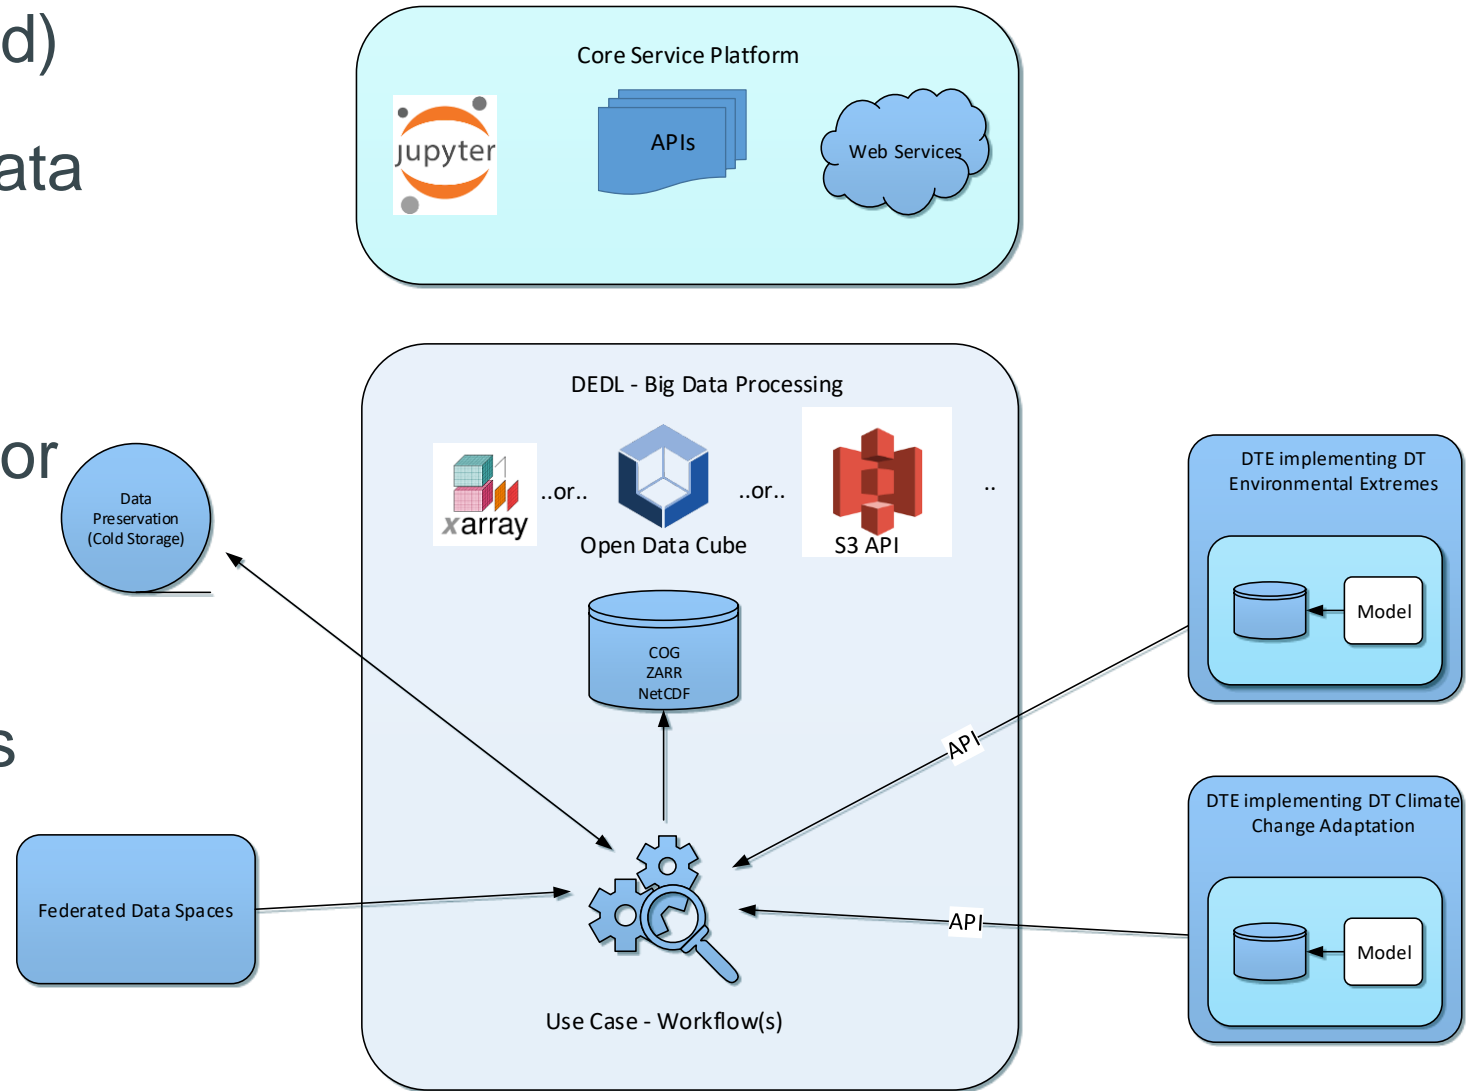 d)
ata
or
s
Core Service Platform
jupyter
APIs
Web Services
DEDL - Big Data Processing
xarray
..or..
Open Data Cube
..or..
S3 API
..
COG
ZARR
NetCDF
Data
Preservation
(Cold Storage)
Federated Data Spaces
Use Case - Workflow(s)
API
API
DTE implementing DT
Environmental Extremes
Model
DTE implementing DT Climate
Change Adaptation
Model